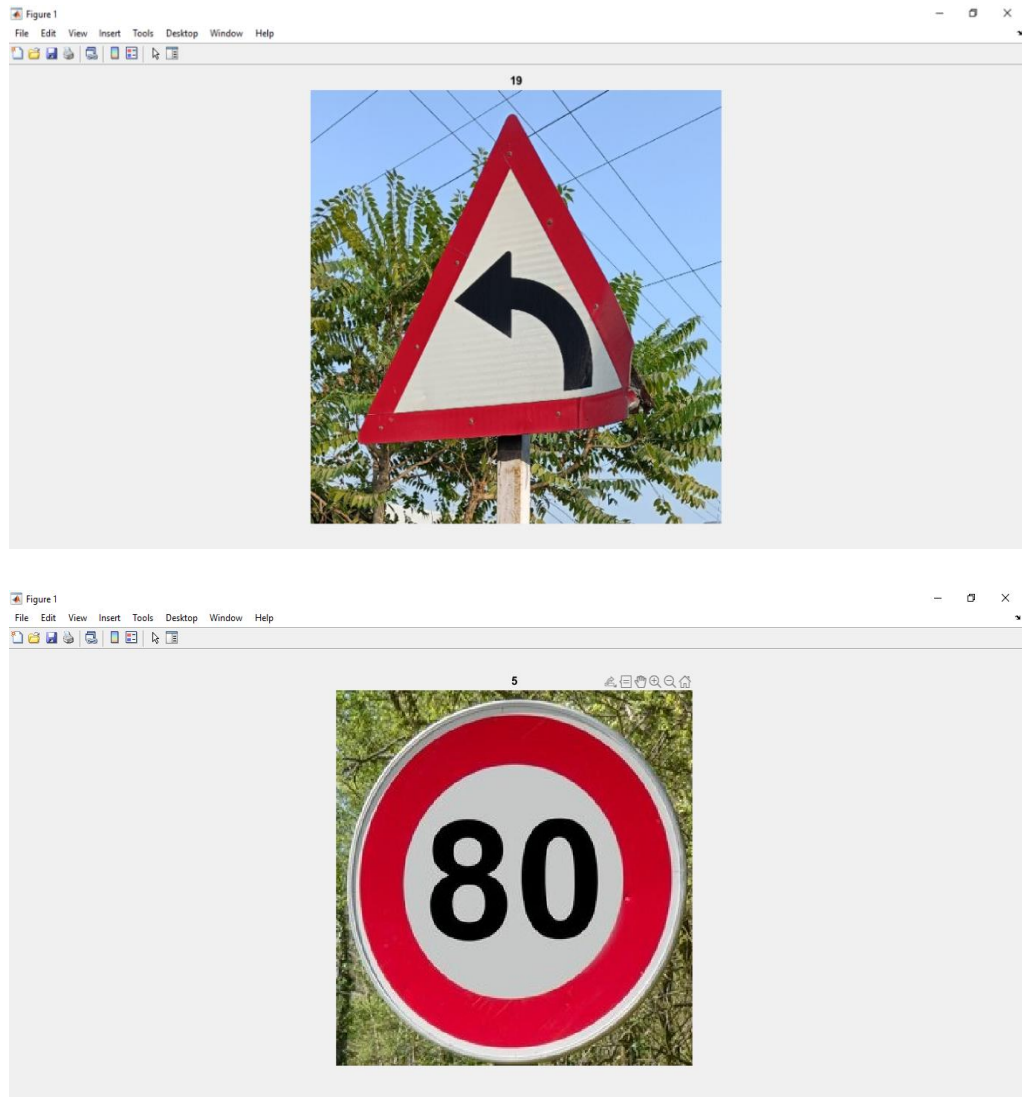 Figure 1
File Edit View Insert Tools Desktop Window Help
19
Figure 1
File Edit View Insert Tools Desktop Window Help
5
80